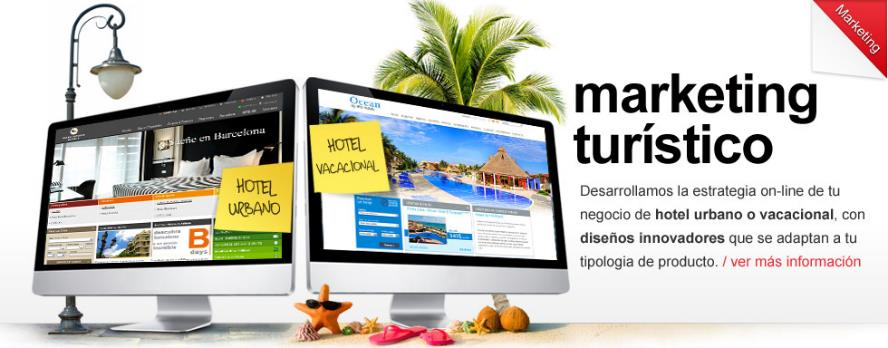 Marketing
marketing
turístico
Desarrollamos la estrategia on-line de tu
negocio de hotel urbano o vacacional, con
diseños innovadores que se adaptan a tu
tipologia de producto. / ver más información
HOTEL
URBANO
HOTEL
VACACIONAL
en Barcelona
Ocean
B
days